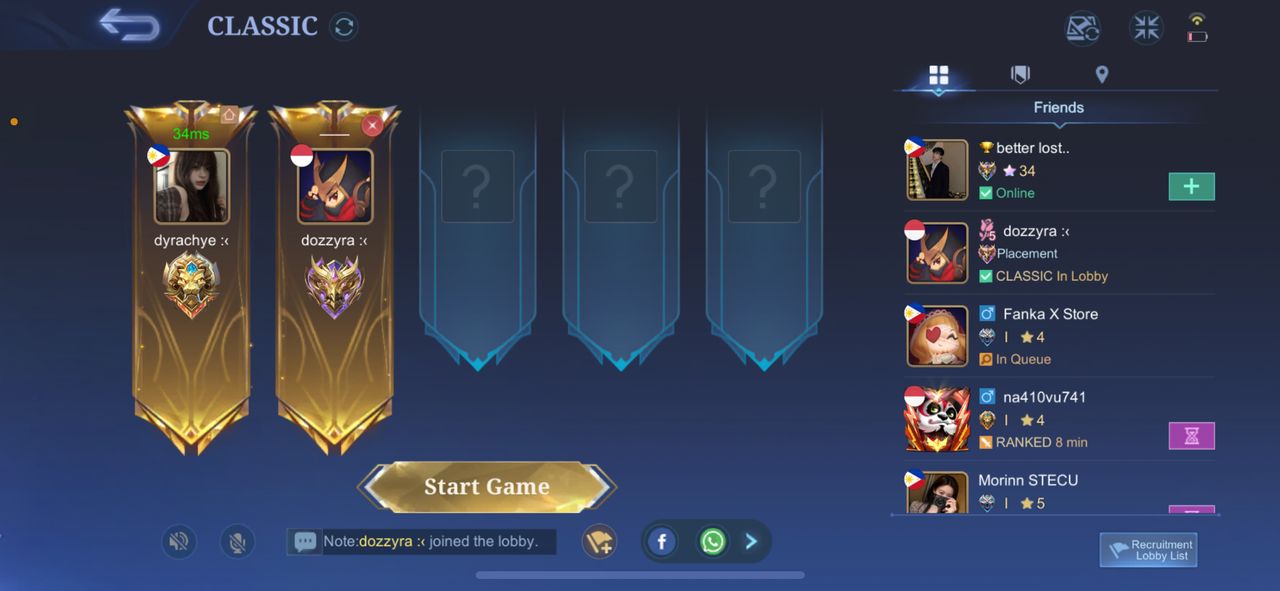 CLASSIC
34ms
dyrachye :‹
dozzyra :‹
?
?
?
Start Game
Note:dozzyra :‹ joined the lobby.
Friends
better lost..
34
Online
5
dozzyra :‹
Placement
CLASSIC In Lobby
Fanka X Store
I 4
In Queue
na410vu741
I 4
RANKED 8 min
Morinn STECU
I 5
Recruitment
Lobby List